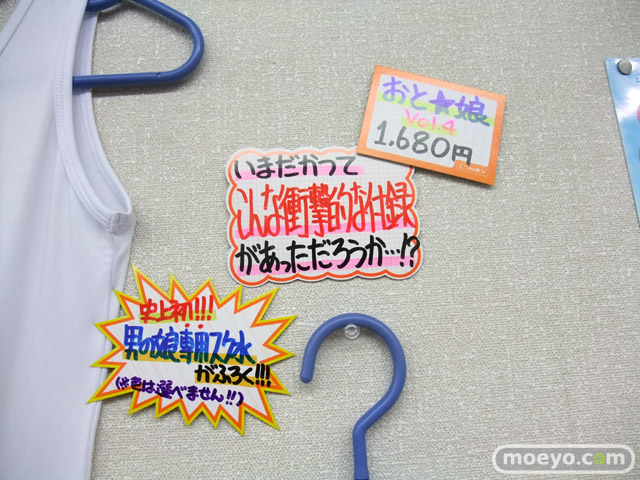 おと★娘
Vol.4
1.680円
いまだかつて
こんな衝撃的な付録
があっただろうか…!?
史上初!!!
男の娘専用スク水
がふろく!!!
(※色は選べません!!)
moeyo.com